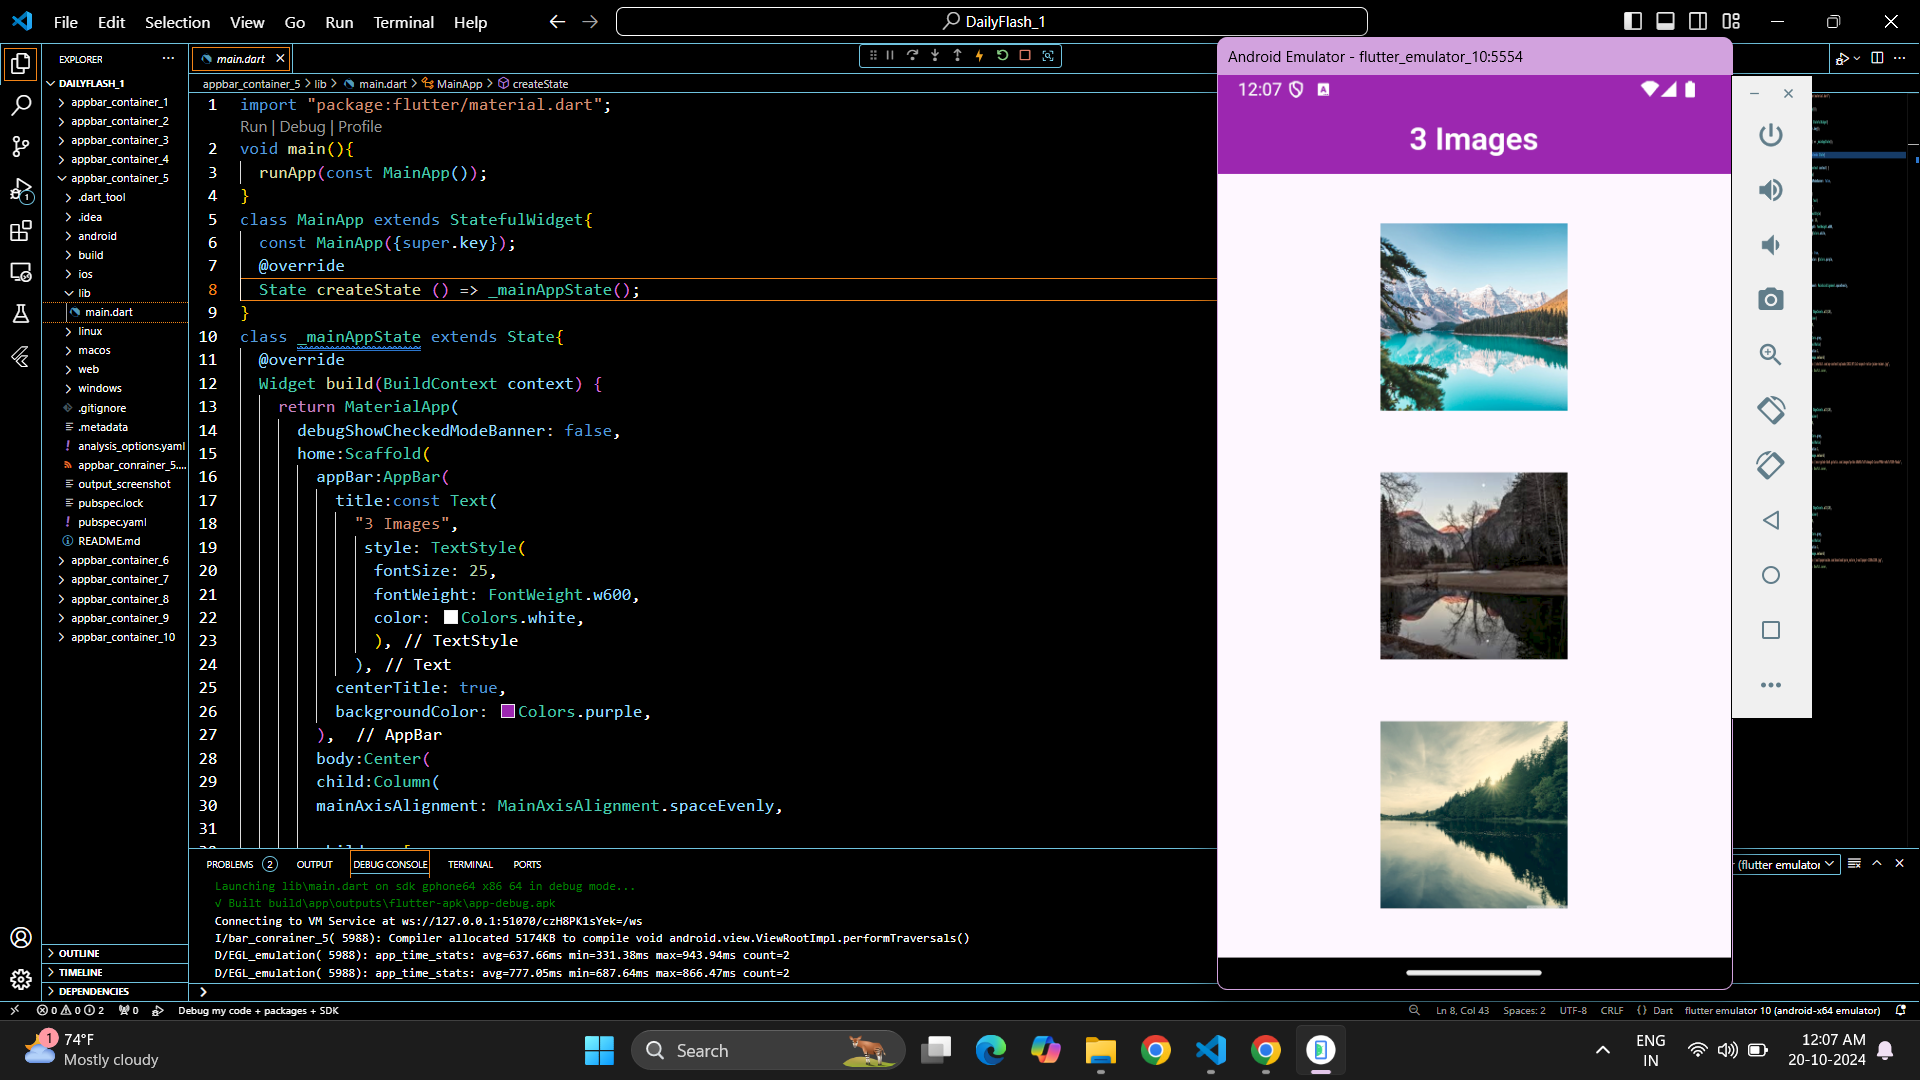 File Edit Selection View Go Run Terminal Help
DailyFlash_1
EXPLORER
DAILYFLASH_1
appbar_container_1
appbar_container_2
appbar_container_3
appbar_container_4
appbar_container_5
.dart_tool
.idea
android
build
ios
lib
main.dart
linux
macos
web
windows
.gitignore
.metadata
analysis_options.yaml
appbar_conrainer_5....
output_screenshot
pubspec.lock
pubspec.yaml
README.md
appbar_container_6
appbar_container_7
appbar_container_8
appbar_container_9
appbar_container_10
OUTLINE
TIMELINE
DEPENDENCIES
1
main.dart
appbar_container_5 > lib > main.dart > MainApp > createState
1 import "package:flutter/material.dart";
Run | Debug | Profile
2 void main(){
3 runApp(const MainApp());
4 }
5 class MainApp extends StatefulWidget{
6 const MainApp({super.key});
7 @override
8 State createState () => _mainAppState();
9 }
10 class _mainAppState extends State{
11 @override
12 Widget build(BuildContext context) {
13 return MaterialApp(
14 debugShowCheckedModeBanner: false,
15 home:Scaffold(
16 appBar:AppBar(
17 title:const Text(
18 "3 Images",
19 style: TextStyle(
20 fontSize: 25,
21 fontWeight: FontWeight.w600,
22 color: Colors.white,
23 ), // TextStyle
24 ), // Text
25 centerTitle: true,
26 backgroundColor: Colors.purple,
27 ), // AppBar
28 body:Center(
29 child:Column(
30 mainAxisAlignment: MainAxisAlignment.spaceEvenly,
31
PROBLEMS 2 OUTPUT DEBUG CONSOLE TERMINAL PORTS
(flutter emulator
Launching lib\main.dart on sdk gphone64 x86 64 in debug mode...
√ Built build\app\outputs\flutter-apk\app-debug.apk
Connecting to VM Service at ws://127.0.0.1:51070/czH8PK1sYek=/ws
I/bar_conrainer_5( 5988): Compiler allocated 5174KB to compile void android.view.ViewRootImpl.performTraversals()
D/EGL_emulation( 5988): app_time_stats: avg=637.66ms min=331.38ms max=943.94ms count=2
D/EGL_emulation( 5988): app_time_stats: avg=777.05ms min=687.64ms max=866.47ms count=2
Android Emulator - flutter_emulator_10:5554
12:07
3 Images
0 0 2 0 Debug my code + packages + SDK
Ln 8, Col 43 Spaces: 2 UTF-8 CRLF {} Dart flutter emulator 10 (android-x64 emulator)
1
74°F
Mostly cloudy
Search
ENG
IN
12:07 AM
20-10-2024